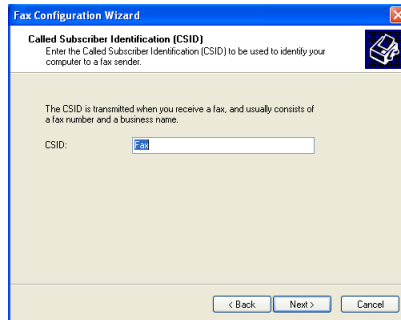 Fax Configuration Wizard
Called Subscriber Identification (CSID)
Enter the Called Subscriber Identification (CSID) to be used to identify your
computer to a fax sender.
The CSID is transmitted when you receive a fax, and usually consists of
a fax number and a business name.
CSID: Fax
< Back Next > Cancel